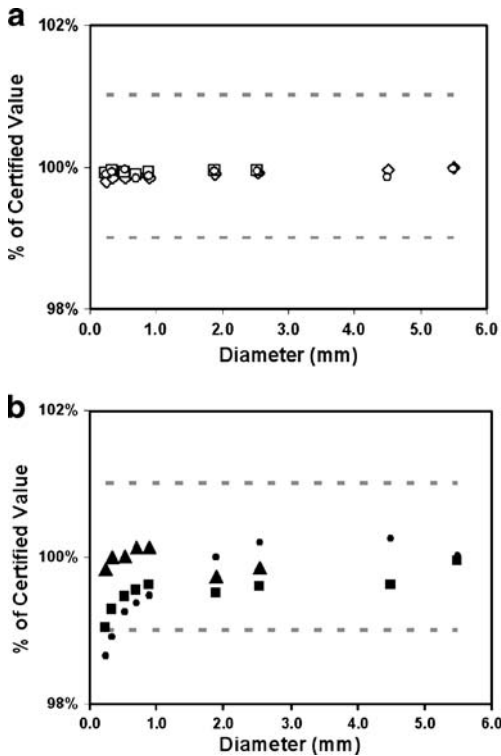 a
102%
100%
98%
% of Certified Value
0.0 1.0 2.0 3.0 4.0 5.0 6.0
Diameter (mm)
b
102%
100%
98%
% of Certified Value
0.0 1.0 2.0 3.0 4.0 5.0 6.0
Diameter (mm)